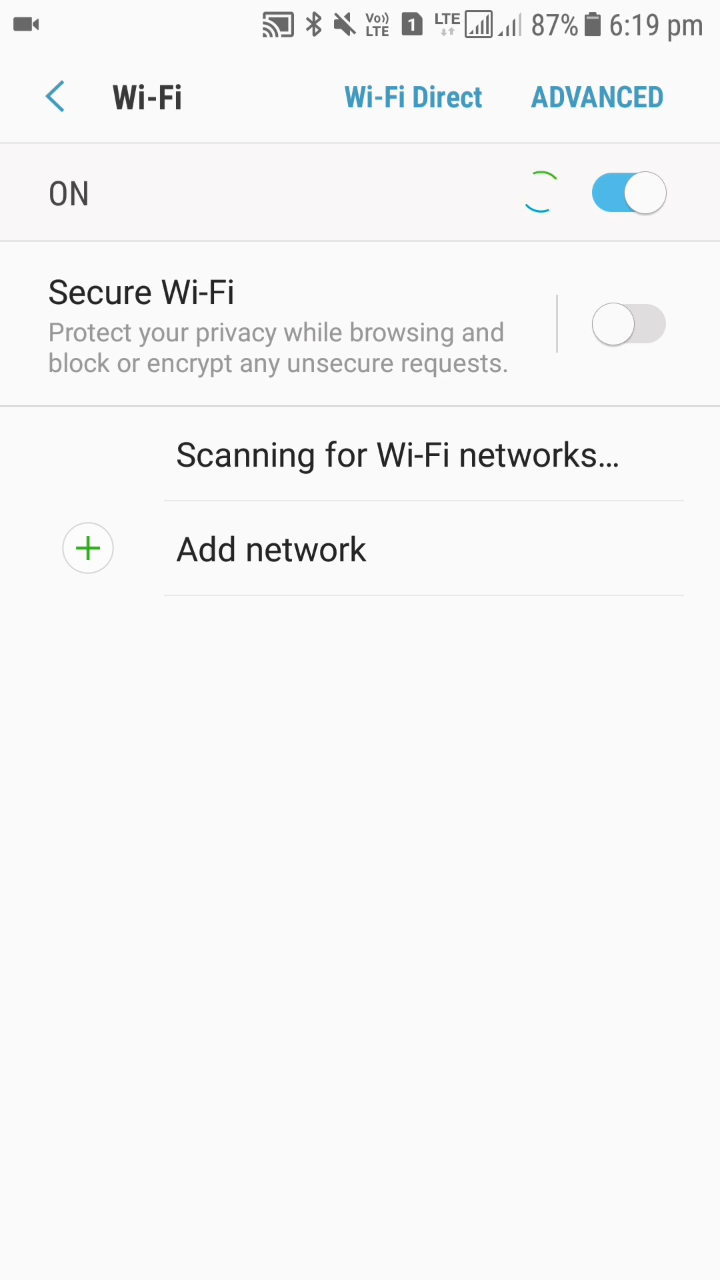 Vo)) LTE 1 LTE 87% 6:19 pm
Wi-Fi Wi-Fi Direct ADVANCED
ON
Secure Wi-Fi
Protect your privacy while browsing and
block or encrypt any unsecure requests.
Scanning for Wi-Fi networks...
Add network